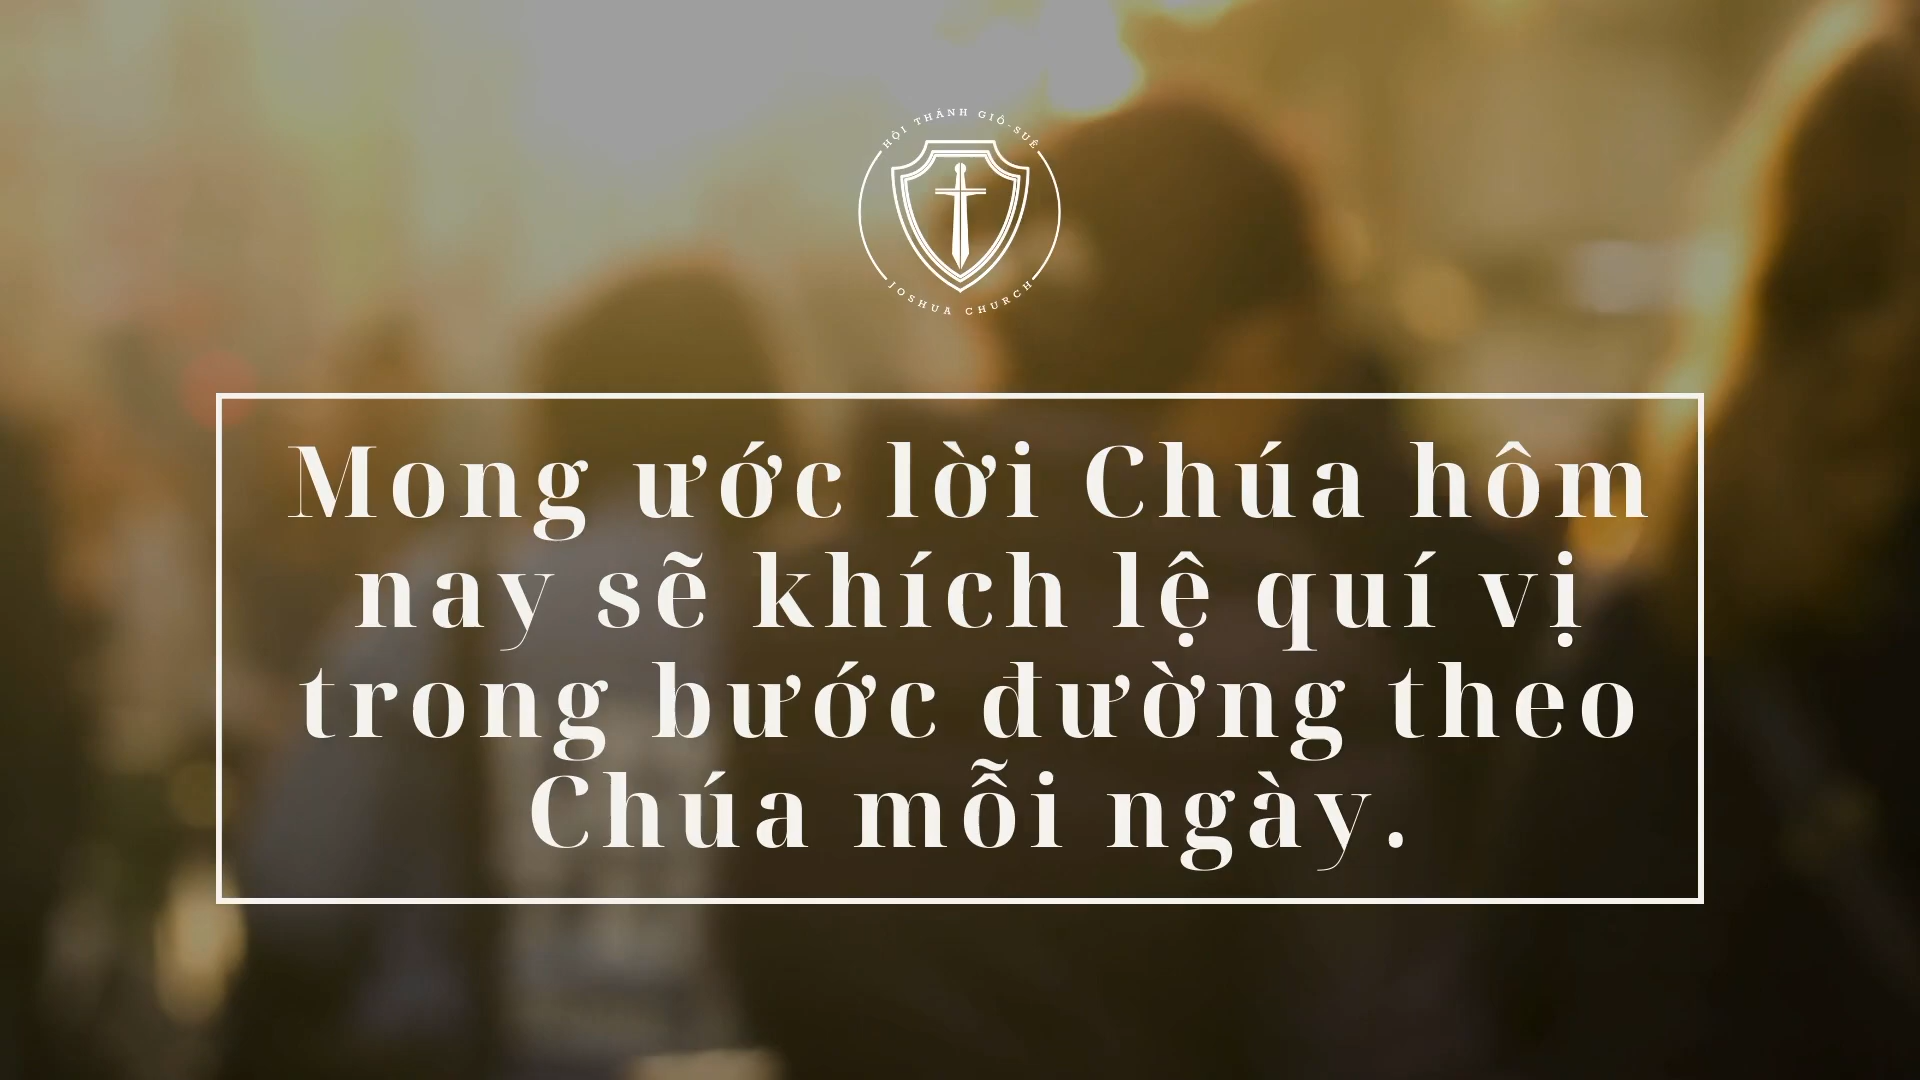 HỘI THÁNH GIÔ-SUÊ
JOSHUA CHURCH
Mong ước lời Chúa hôm
nay sẽ khích lệ quí vị
trong bước đường theo
Chúa mỗi ngày.